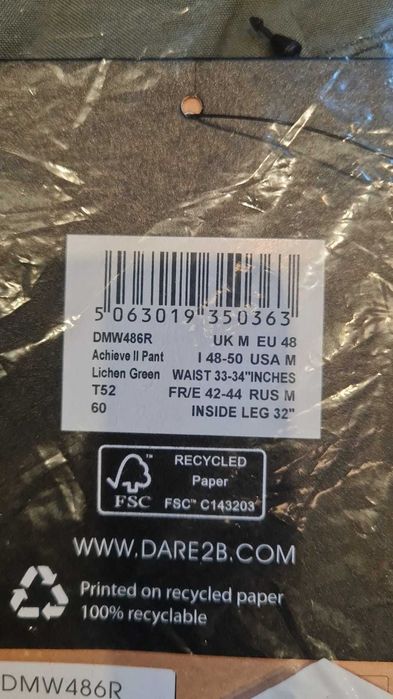 5 063019 350363
DMW486R UK M EU 48
Achieve II Pant I 48-50 USA M
Lichen Green WAIST 33-34"INCHES
T52 FR/E 42-44 RUS M
60 INSIDE LEG 32"
FSC™
RECYCLED
Paper
FSC™ C143203
WWW.DARE2B.COM
Printed on recycled paper
100% recyclable
DMW486R